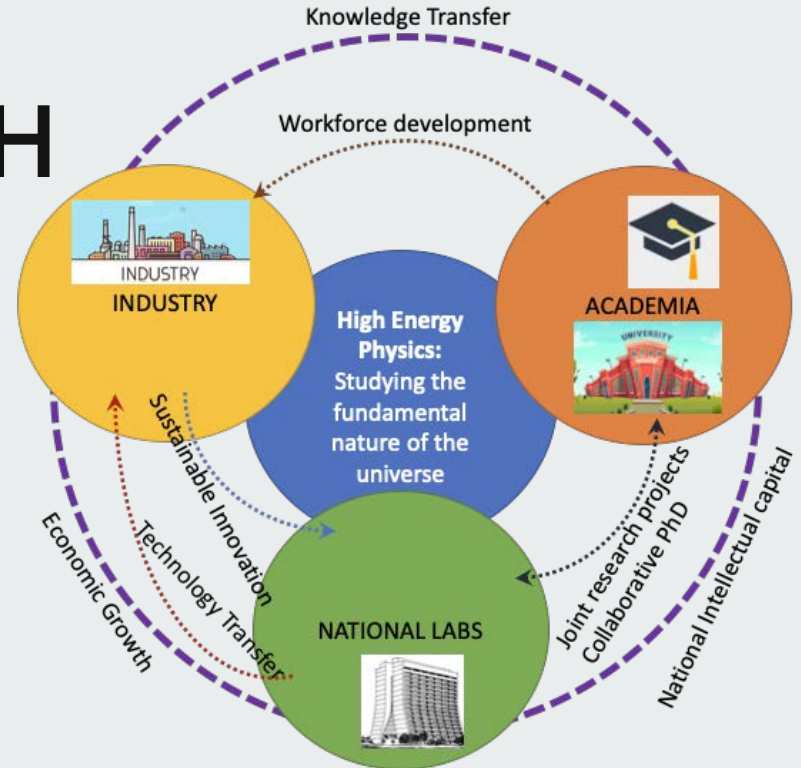 Knowledge Transfer
H
Workforce development
INDUSTRY
INDUSTRY
ACADEMIA
UNIVERSITY
High Energy
Physics:
Studying the
fundamental
nature of the
universe
Sustainable Innovation
Technology Transfer
Economic Growth
NATIONAL LABS
Joint research projects
Collaborative PhD
National Intellectual capital